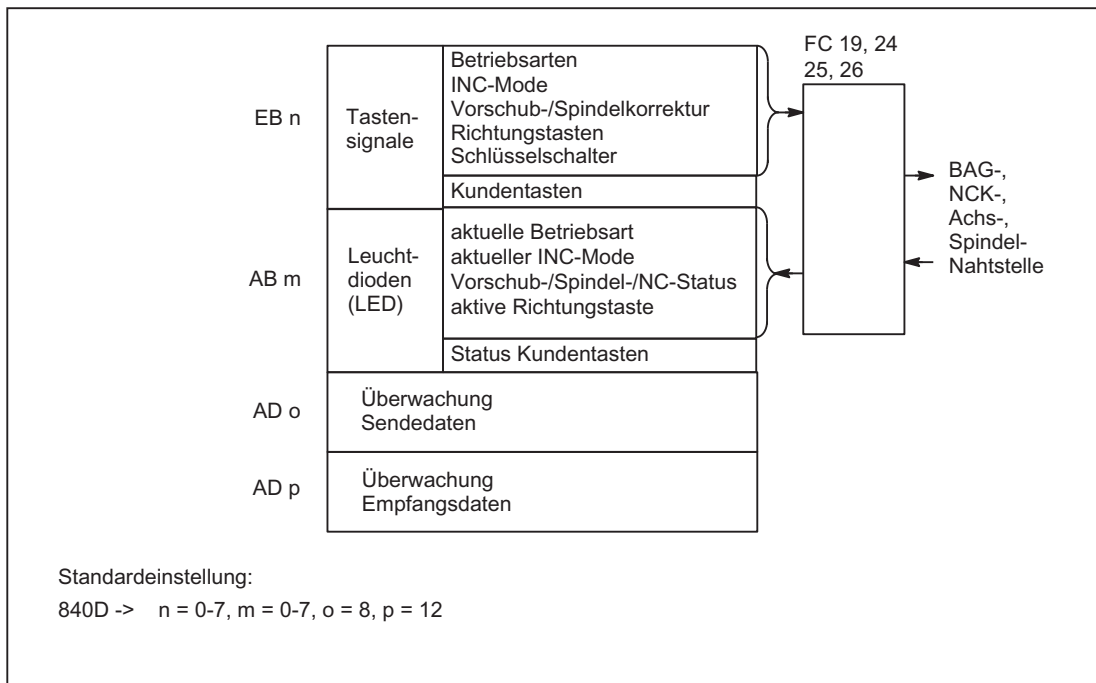 EB n
Tasten-
signale
Betriebsarten
INC-Mode
Vorschub-/Spindelkorrektur
Richtungstasten
Schlüsselschalter
Kundentasten
AB m
Leucht-
dioden
(LED)
aktuelle Betriebsart
aktueller INC-Mode
Vorschub-/Spindel-/NC-Status
aktive Richtungstaste
Status Kundentasten
AD o
Überwachung
Sendedaten
AD p
Überwachung
Empfangsdaten
FC 19, 24
25, 26
BAG-,
NCK-,
Achs-,
Spindel-
Nahtstelle
Standardeinstellung:
840D -> n = 0-7, m = 0-7, o = 8, p = 12